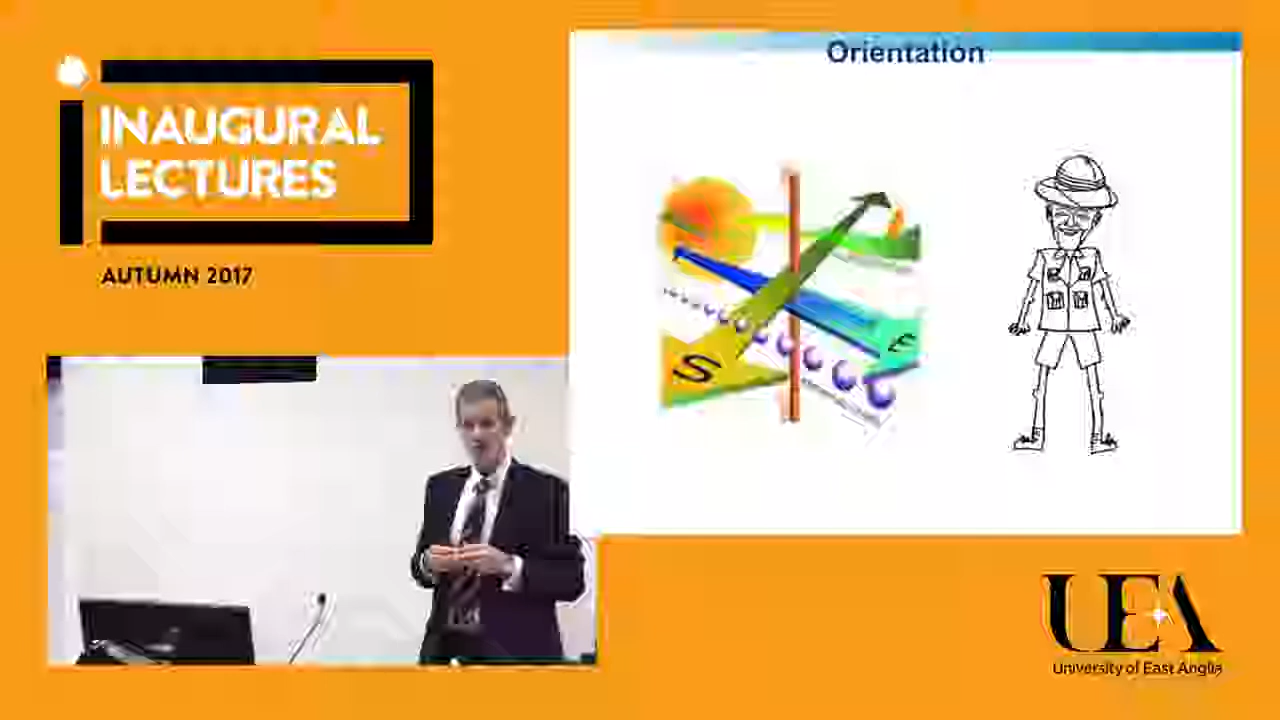 INAUGURAL
LECTURES
AUTUMN 2017
Orientation
S
E
UEA
University of East Anglia